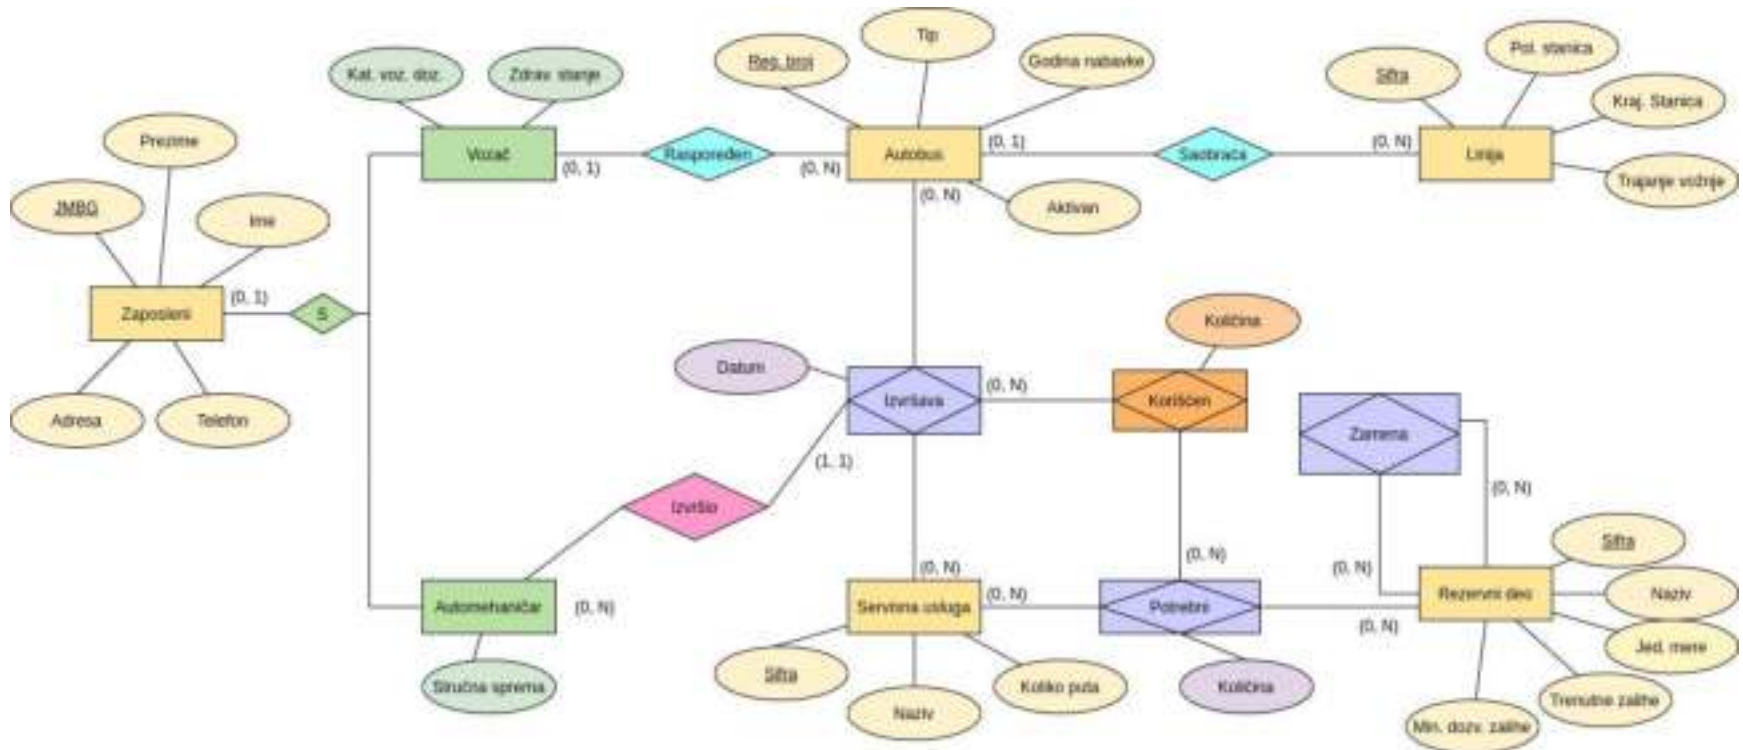 Tip
Reg. broj
Godina nabavke
Pol. stanica
Šifra
Kat. voz. doz.
Zdrav. stanje
Kraj. Stanica
Prezime
Vozač
Raspoređen
Autobus
(0, 1)
Saobraća
(0, N)
Linija
(0, 1)
(0, N)
Trajanje vožnje
JMBG
Ime
(0, N)
Aktivan
Zaposleni
(0, 1)
S
Količina
Datum
Izvršava
(0, N)
Korišćen
Zamena
Adresa
Telefon
(1, 1)
(0, N)
Izvršio
Šifra
(0, N)
(0, N)
(0, N)
Automehaničar
(0, N)
Servisna usluga
(0, N)
Potrebni
Rezervni deo
Naziv
(0, N)
Jed. mere
Stručna sprema
Šifra
Koliko puta
Količina
Trenutne zalihe
Naziv
Min. dozv. zalihe